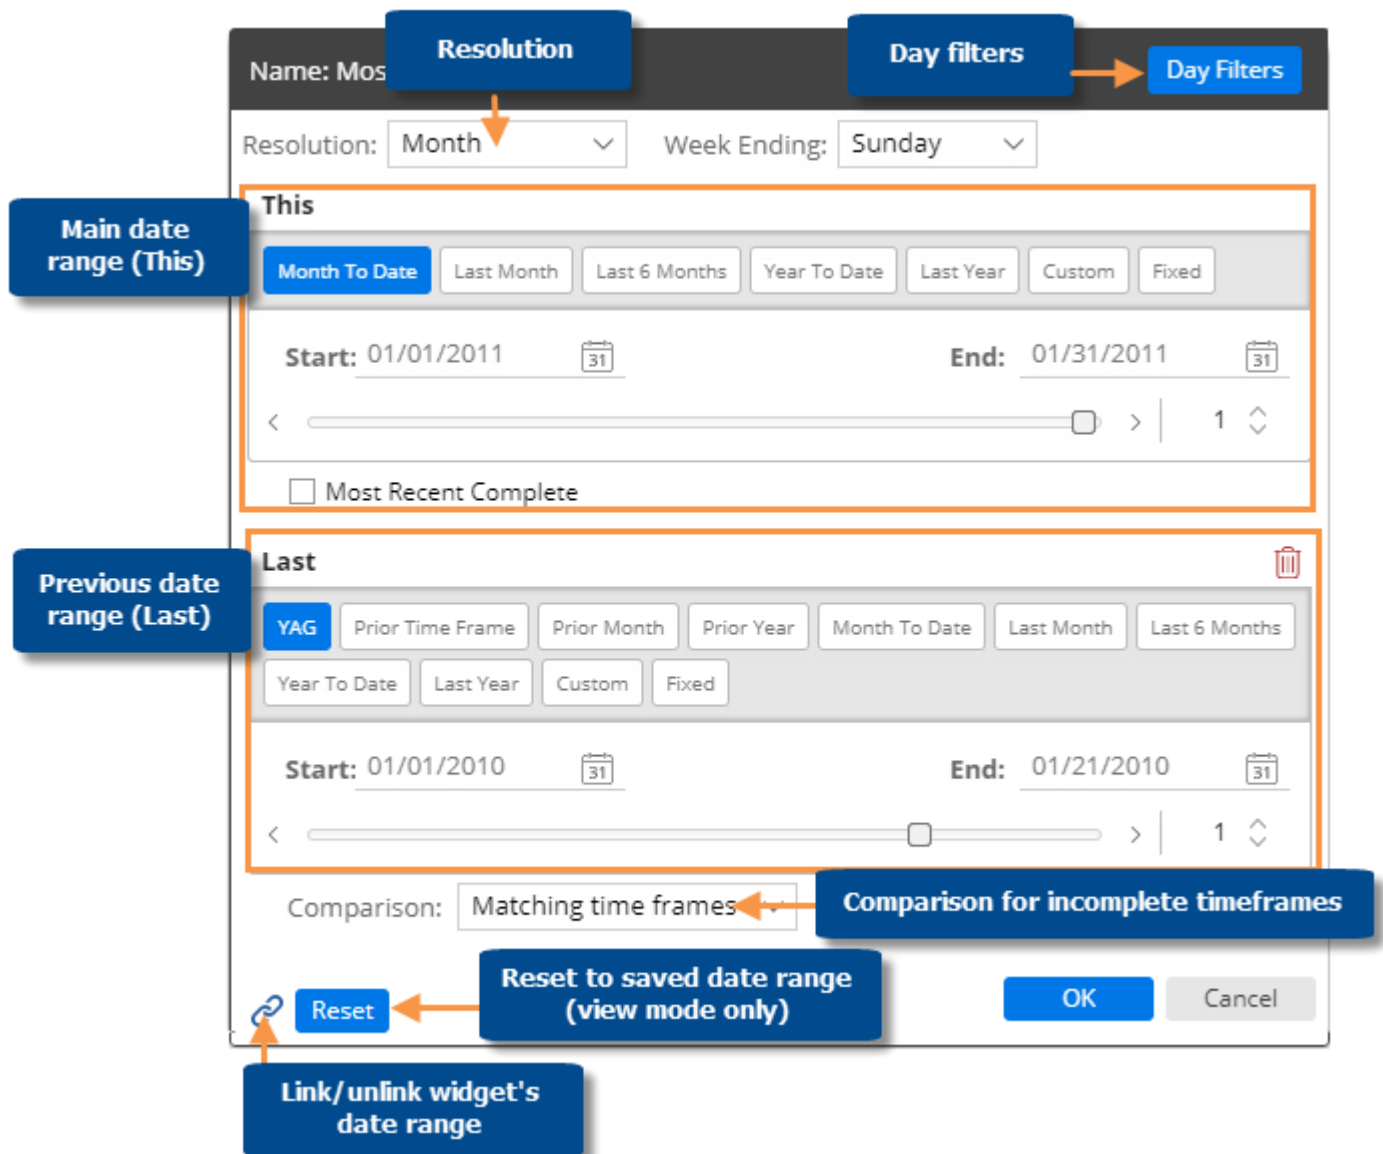 Resolution
Day filters
Name: Mos
Day Filters
Resolution: Month Week Ending: Sunday
Main date
range (This)
This
Month To Date Last Month Last 6 Months Year To Date Last Year Custom Fixed
Start: 01/01/2011 31 End: 01/31/2011 31
1
Most Recent Complete
Previous date
range (Last)
Last
YAG Prior Time Frame Prior Month Prior Year Month To Date Last Month Last 6 Months
Year To Date Last Year Custom Fixed
Start: 01/01/2010 31 End: 01/21/2010 31
1
Comparison: Matching time frames
Comparison for incomplete timeframes
Reset
Reset to saved date range
(view mode only)
OK Cancel
Link/unlink widget's
date range